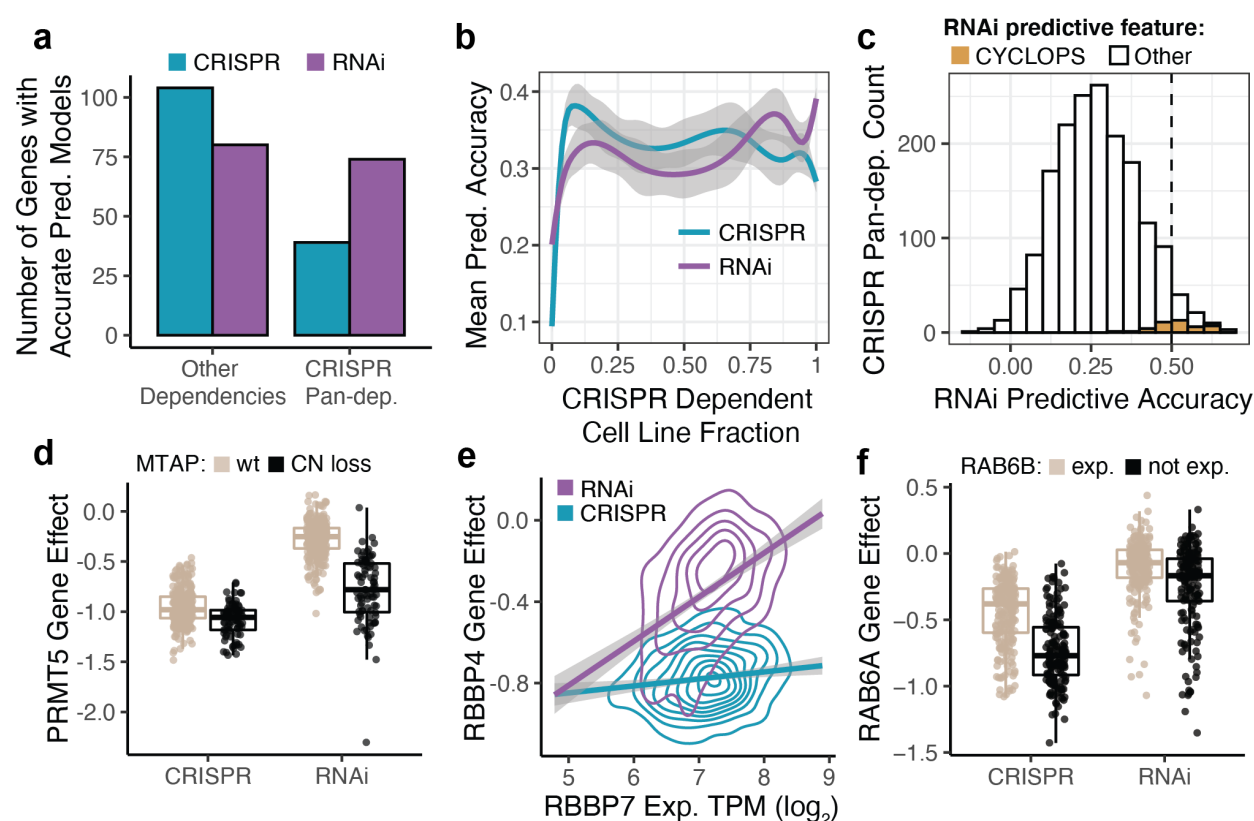 a
CRISPR RNAi
Number of Genes with
Accurate Pred. Models
100
75
50
25
0
Other
Dependencies
CRISPR
Pan-dep.
b
Mean Pred. Accuracy
0.4
0.3
0.2
0.1
CRISPR
RNAi
0 0.25 0.50 0.75 1
CRISPR Dependent
Cell Line Fraction
c
RNAi predictive feature:
CYCLOPS Other
CRISPR Pan-dep. Count
200
100
0
0.00 0.25 0.50
RNAi Predictive Accuracy
d
MTAP: wt CN loss
PRMT5 Gene Effect
0.0
-0.5
-1.0
-1.5
-2.0
CRISPR RNAi
e
RNAi
CRISPR
RBBP4 Gene Effect
0.0
-0.4
-0.8
5 6 7 8 9
RBBP7 Exp. TPM (log2)
f
RAB6B: exp. not exp.
RAB6A Gene Effect
0.5
0.0
−0.5
−1.0
−1.5
CRISPR RNAi